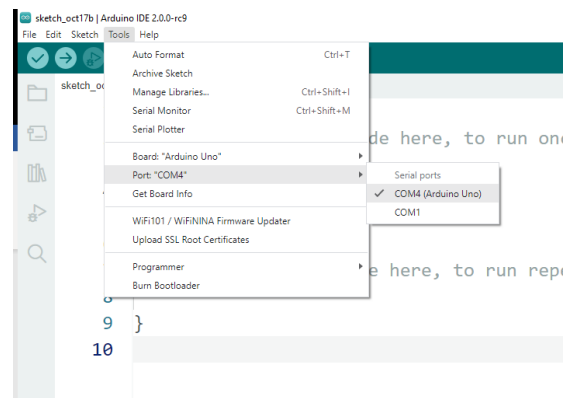 sketch_oct17b | Arduino IDE 2.0.0-rc9
File Edit Sketch Tools Help
sketch_oc
Auto Format Ctrl+T
Archive Sketch
Manage Libraries... Ctrl+Shift+I
Serial Monitor Ctrl+Shift+M
Serial Plotter
de here, to run onc
Board: "Arduino Uno"
Port: "COM4" Serial ports
Get Board Info ✓ COM4 (Arduino Uno)
COM1
WiFi101 / WiFiNINA Firmware Updater
Upload SSL Root Certificates
Programmer
e here, to run repe
Burn Bootloader
8
9 }
10